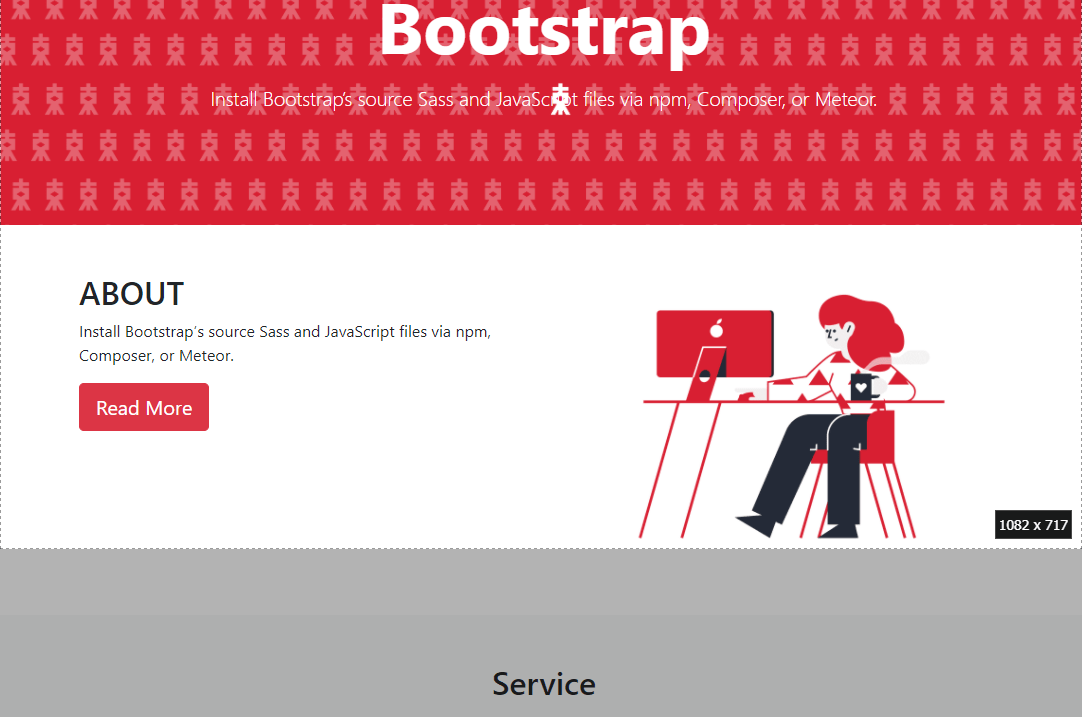 Bootstrap
Install Bootstrap’s source Sass and JavaScript files via npm, Composer, or Meteor.
ABOUT
Install Bootstrap’s source Sass and JavaScript files via npm,
Composer, or Meteor.
Read More
1082 x 717
Service